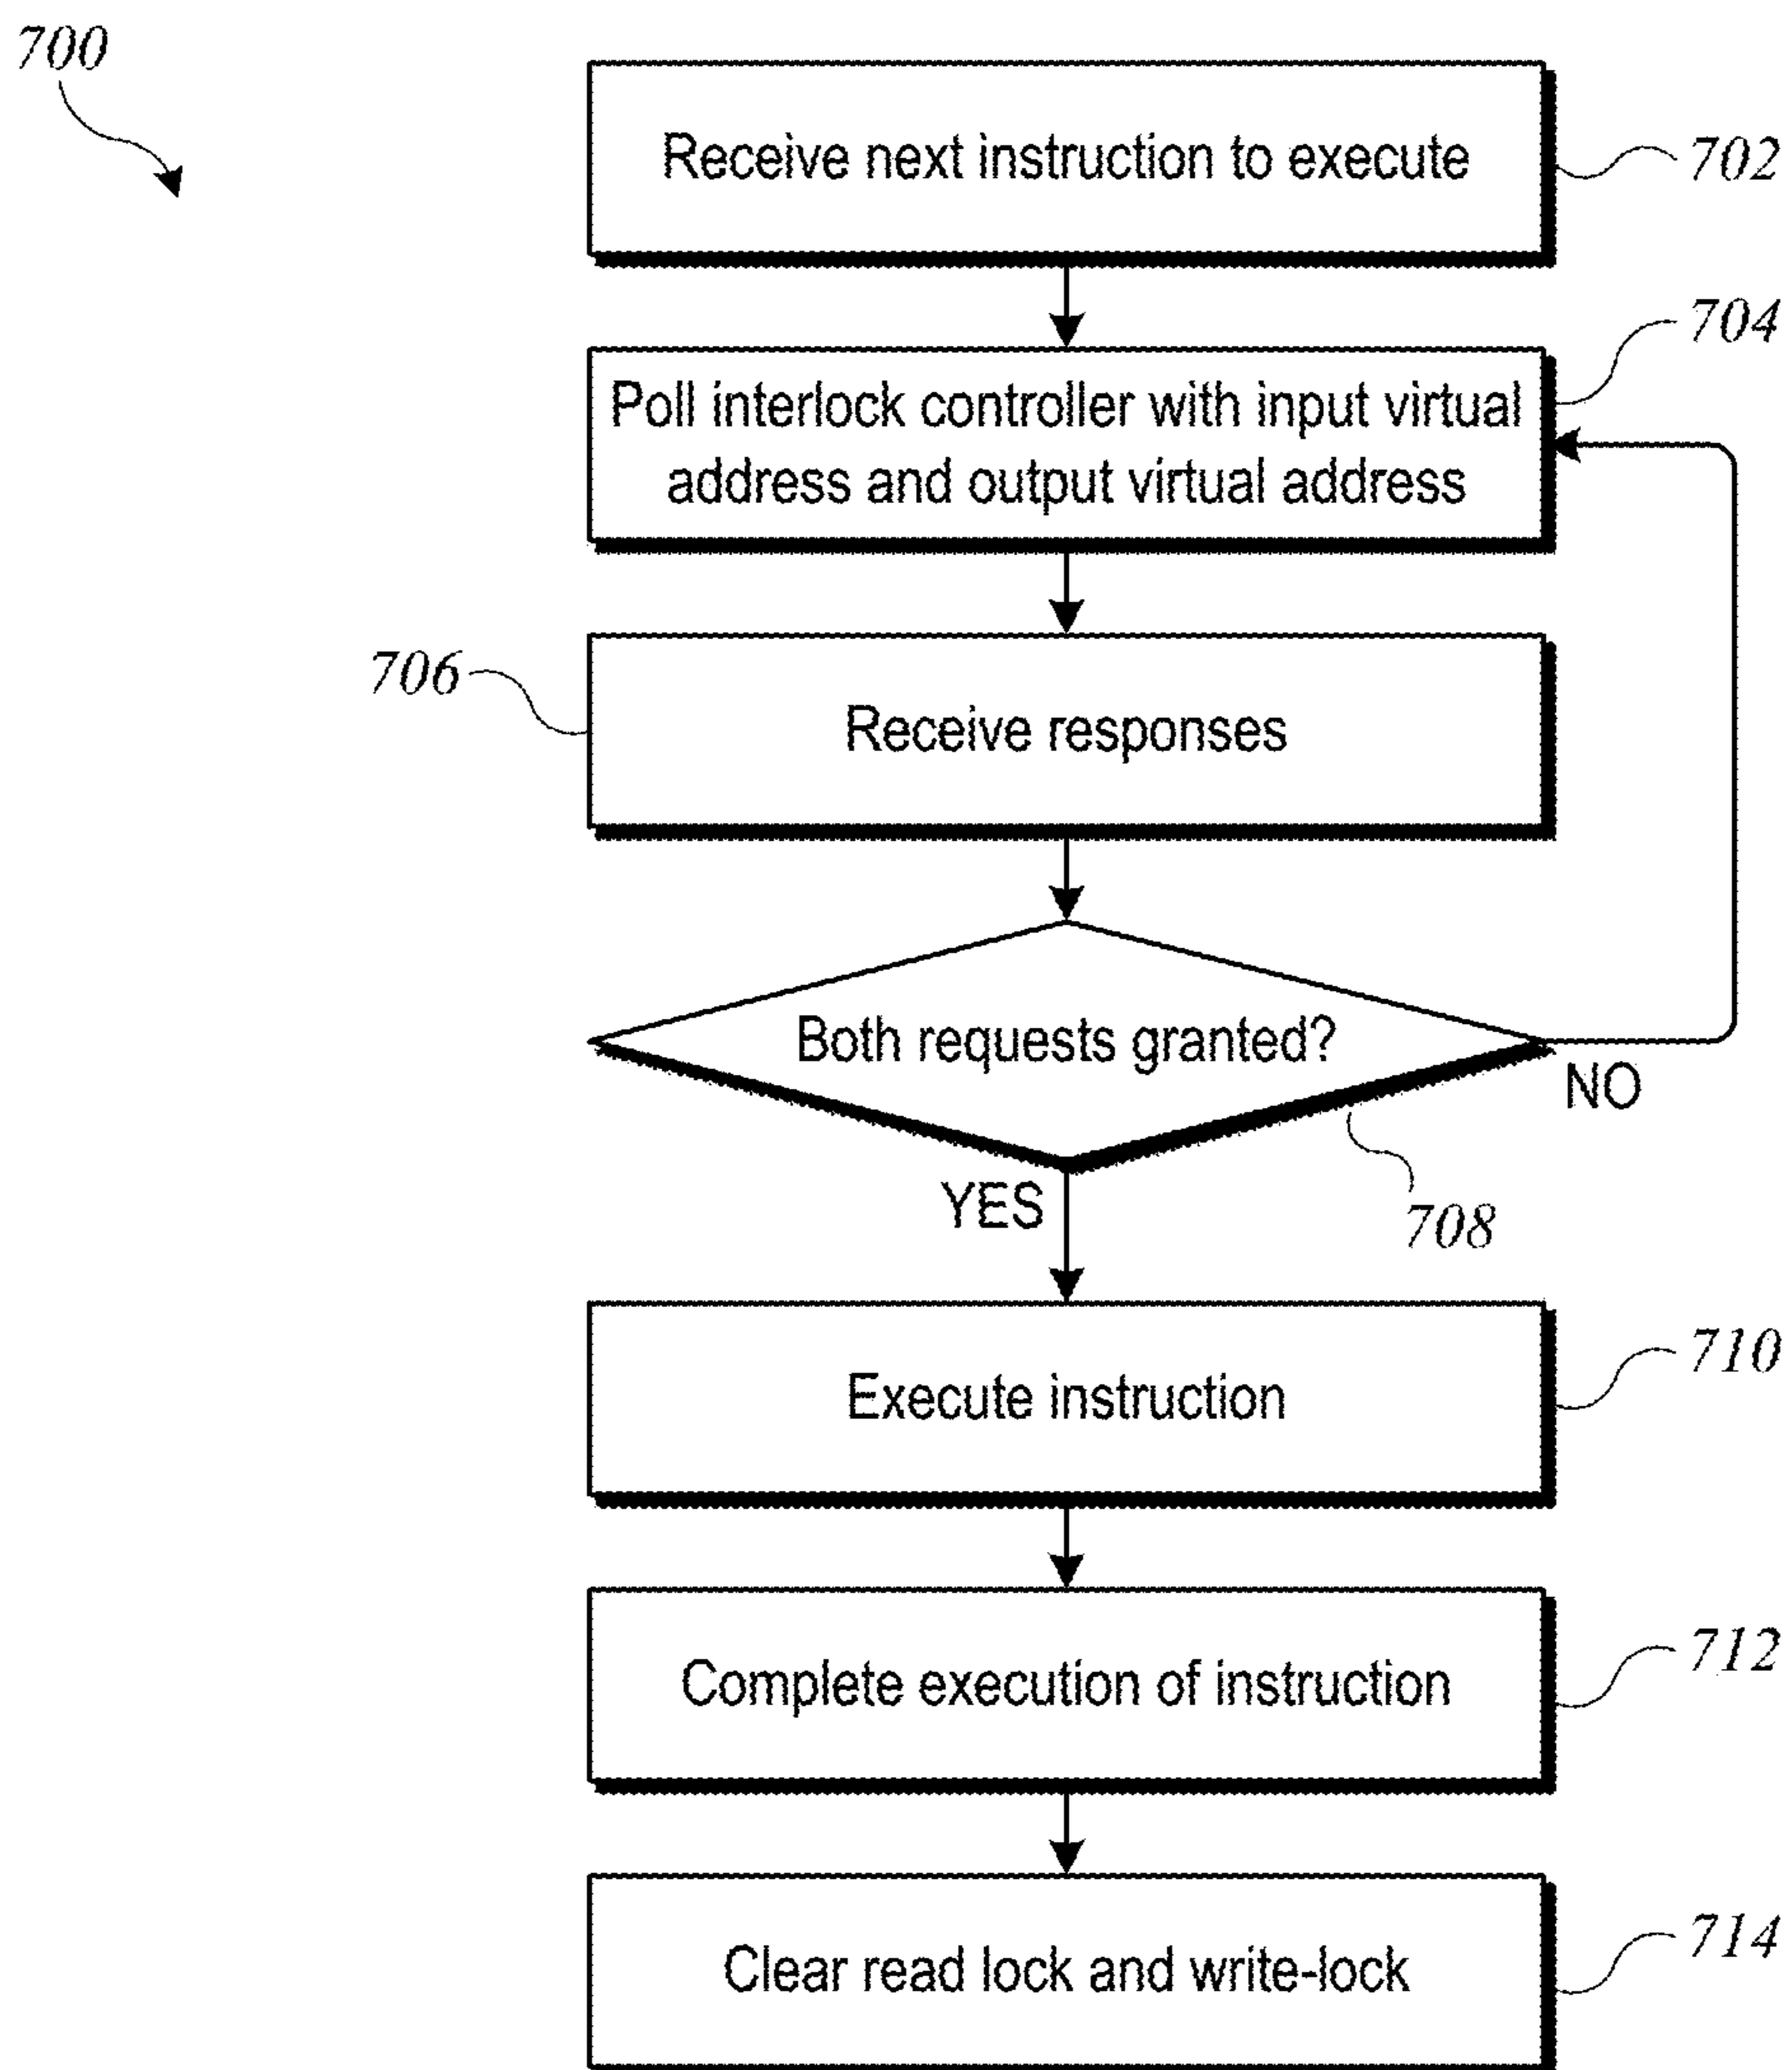 700
Receive next instruction to execute
702
704
Poll interlock controller with input virtual
address and output virtual address
706
Receive responses
Both requests granted?
NO
YES
708
710
Execute instruction
712
Complete execution of instruction
714
Clear read lock and write-lock